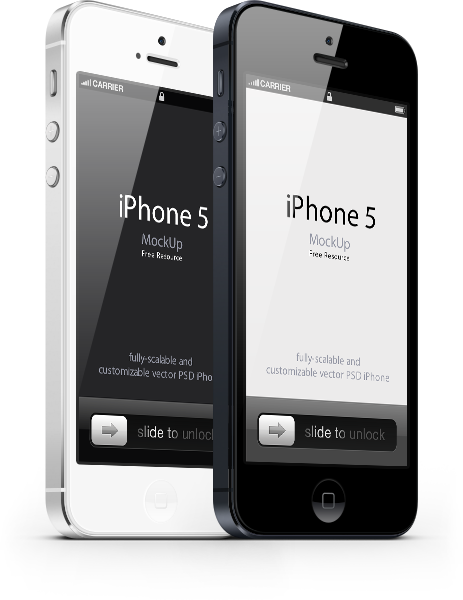 CARRIER
iPhone 5
MockUp
Free Resource
fully-scalable and
customizable vector PSD iPho
slide to unlock
CARRIER
iPhone 5
MockUp
Free Resource
fully-scalable and
customizable vector PSD iPhone
slide to unlock